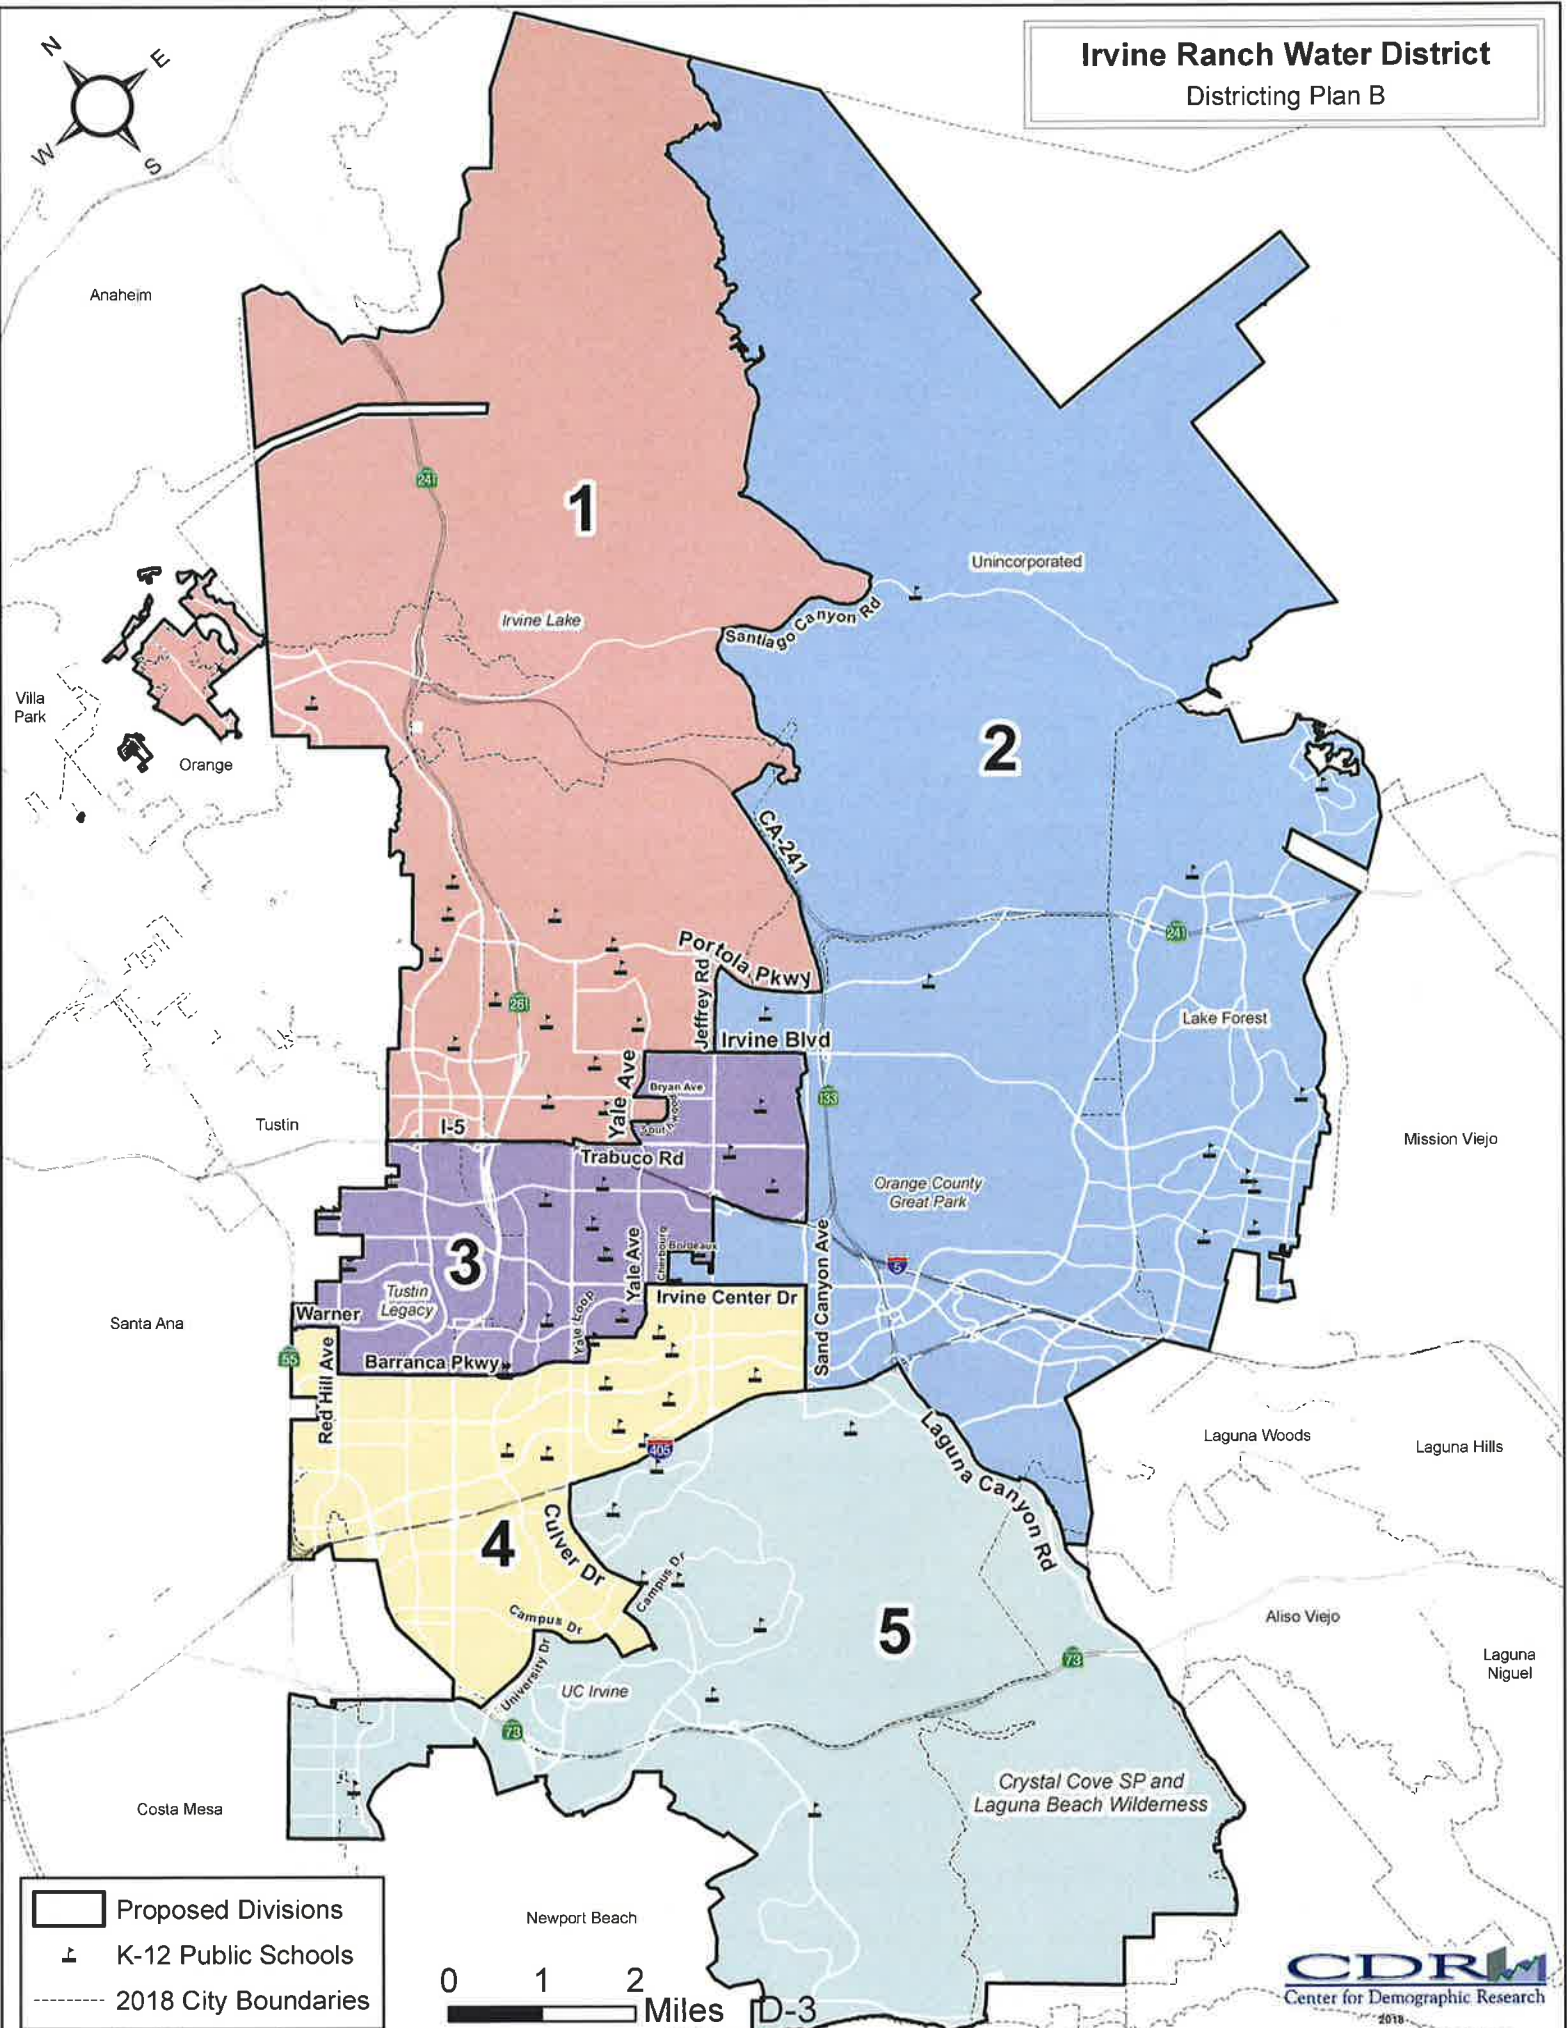 Irvine Ranch Water District
Districting Plan B
N
E
W
S
Anaheim
241
1
Unincorporated
Irvine Lake
Santiago Canyon Rd
Villa
Park
Orange
2
CA-241
Portola Pkwy
241
Jeffrey Rd
261
Lake Forest
Irvine Blvd
Yale Ave
Bryan Ave
133
Tustin
I-5
Trabuco Rd
Mission Viejo
Orange County
Great Park
Sand Canyon Ave
3
Yale Ave
Cherbourg
Bordeaux
5
Tustin
Legacy
Irvine Center Dr
Warner
Santa Ana
Yale Loop
55
Barranca Pkwy
Red Hill Ave
Laguna Canyon Rd
Laguna Woods
Laguna Hills
405
4
Culver Dr
Campus Dr
Campus Dr
5
Aliso Viejo
University Dr
73
Laguna
Niguel
UC Irvine
73
Crystal Cove SP and
Laguna Beach Wilderness
Costa Mesa
Newport Beach
Proposed Divisions
K-12 Public Schools
2018 City Boundaries
0 1 2
Miles
D-3
CDR
Center for Demographic Research
2018